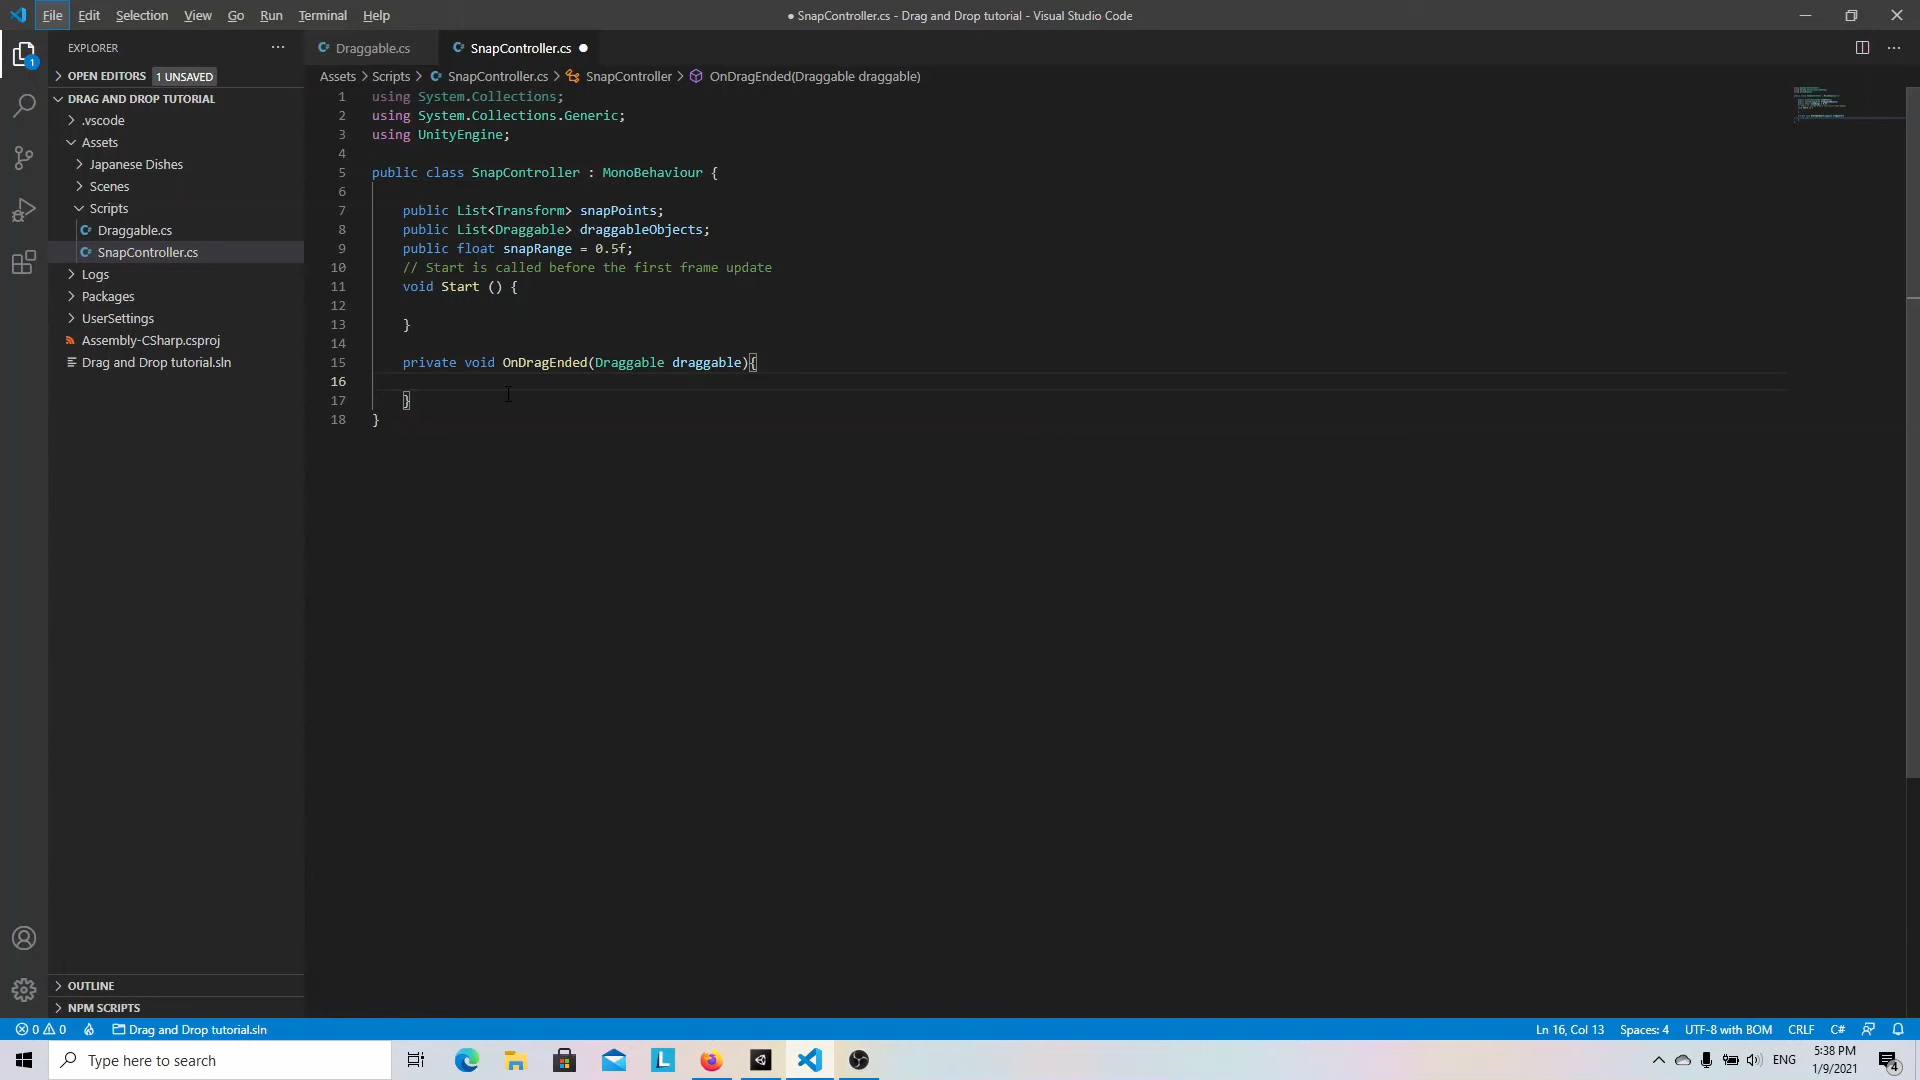 File Edit Selection View Go Run Terminal Help
● SnapController.cs - Drag and Drop tutorial - Visual Studio Code
EXPLORER
OPEN EDITORS 1 UNSAVED
DRAG AND DROP TUTORIAL
.vscode
Assets
Japanese Dishes
Scenes
Scripts
Draggable.cs
SnapController.cs
Logs
Packages
UserSettings
Assembly-CSharp.csproj
Drag and Drop tutorial.sln
OUTLINE
NPM SCRIPTS
1
Draggable.cs SnapController.cs
Assets > Scripts > SnapController.cs > SnapController > OnDragEnded(Draggable draggable)
1 using System.Collections;
2 using System.Collections.Generic;
3 using UnityEngine;
4
5 public class SnapController : MonoBehaviour {
6
7 public List<Transform> snapPoints;
8 public List<Draggable> draggableObjects;
9 public float snapRange = 0.5f;
10 // Start is called before the first frame update
11 void Start () {
12
13 }
14
15 private void OnDragEnded(Draggable draggable){
16
17 }
18 }
0 0 Drag and Drop tutorial.sln Ln 16, Col 13 Spaces: 4 UTF-8 with BOM CRLF C#
Type here to search
L
ENG
5:38 PM
1/9/2021
4